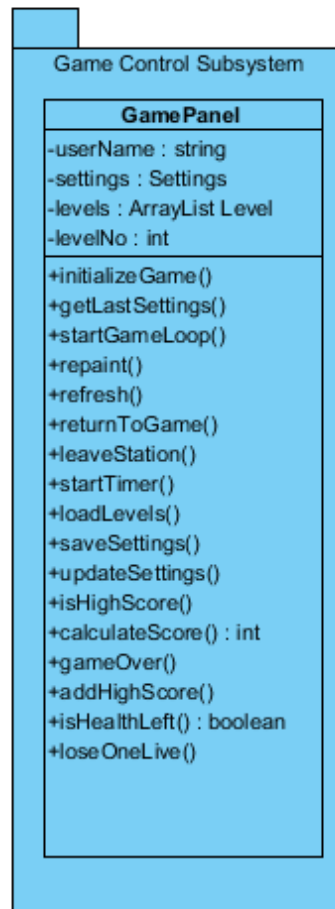 Game Control Subsystem
GamePanel
-userName : string
-settings : Settings
-levels : ArrayList Level
-levelNo : int
+initializeGame()
+getLastSettings()
+startGameLoop()
+repaint()
+refresh()
+returnToGame()
+leaveStation()
+startTimer()
+loadLevels()
+saveSettings()
+updateSettings()
+isHighScore()
+calculateScore() : int
+gameOver()
+addHighScore()
+isHealthLeft() : boolean
+loseOneLive()